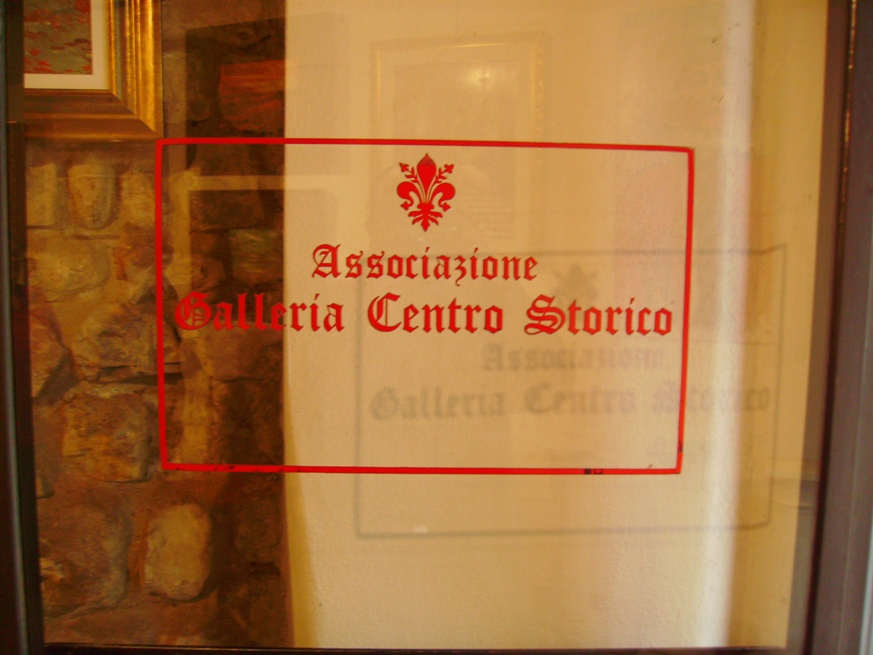 Associazione
Galleria Centro Storico